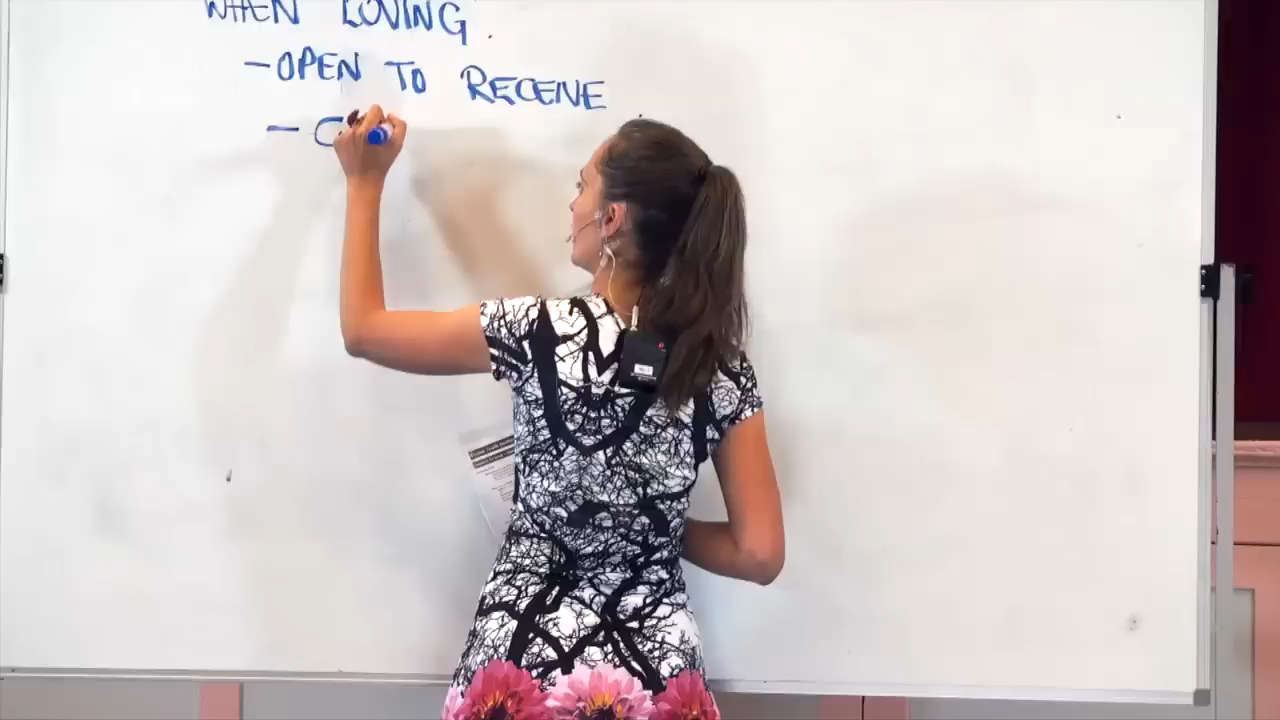 WHEN LOVING.
- OPEN TO RECEIVE
- C